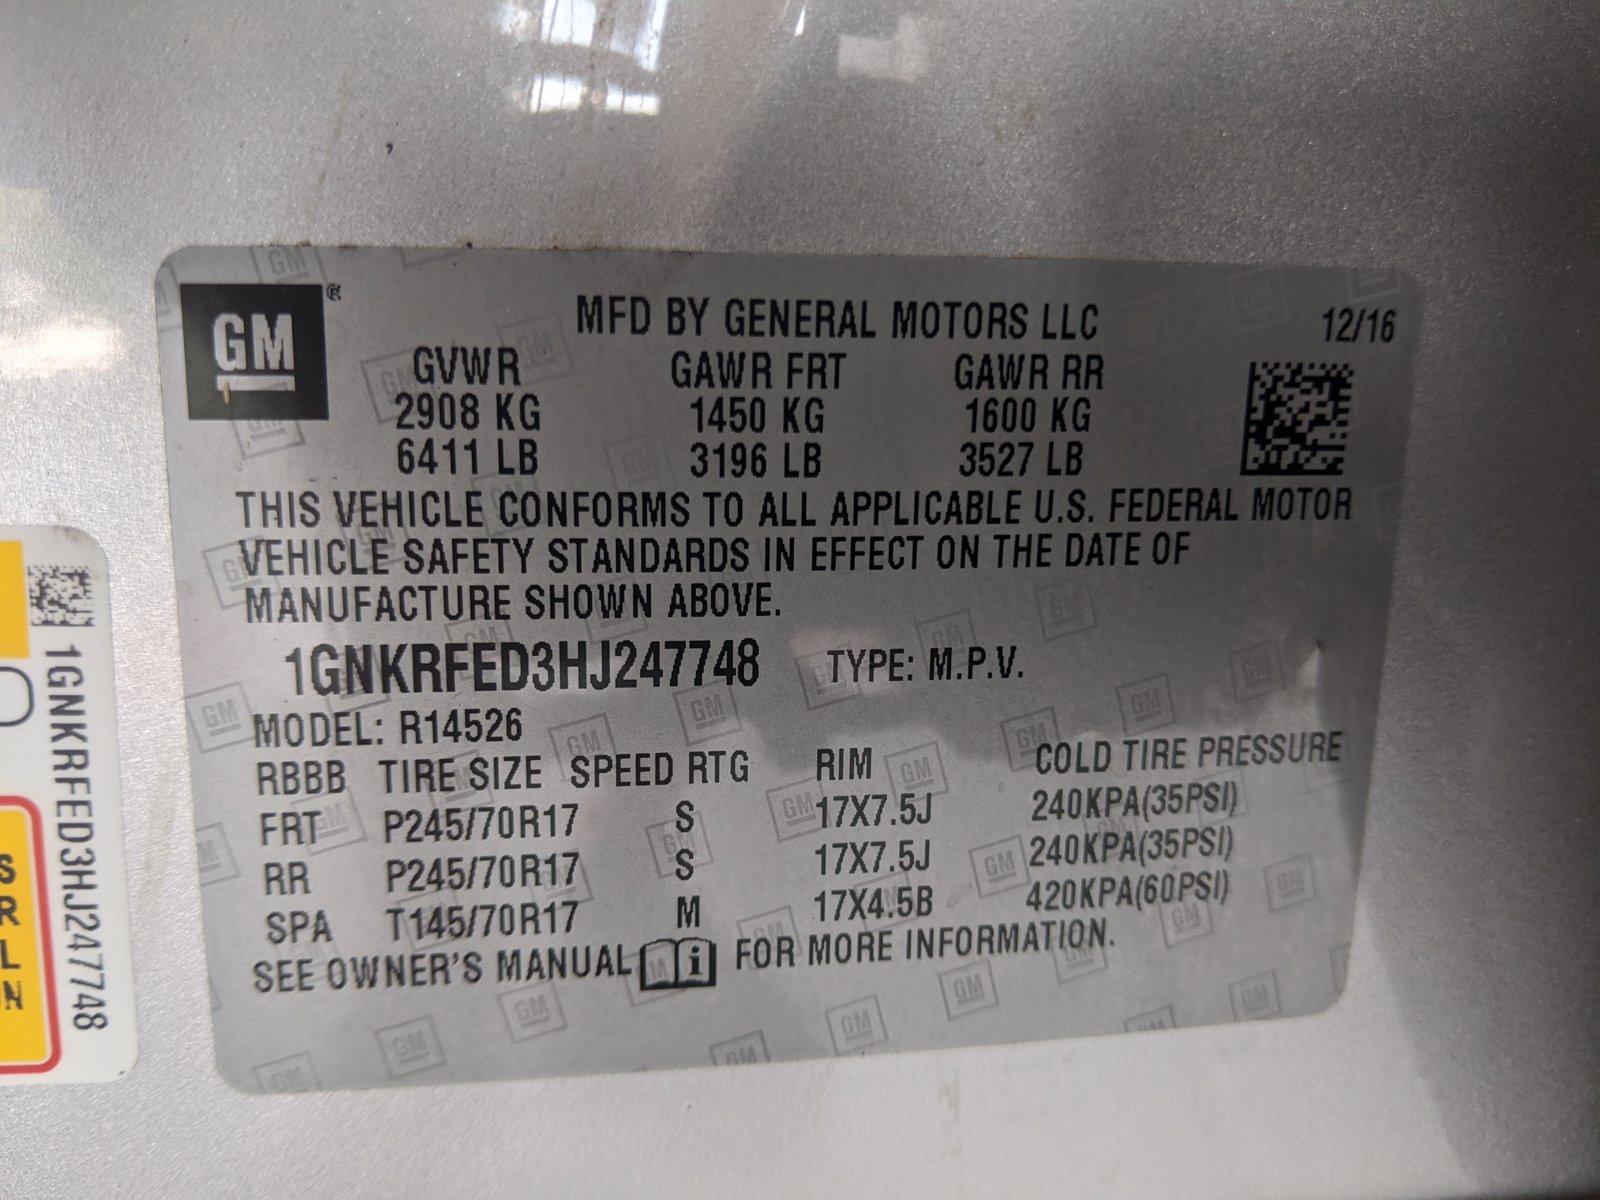 GM ®
MFD BY GENERAL MOTORS LLC 12/16
GVWR GAWR FRT GAWR RR
2908 KG 1450 KG 1600 KG
6411 LB 3196 LB 3527 LB
THIS VEHICLE CONFORMS TO ALL APPLICABLE U.S. FEDERAL MOTOR
VEHICLE SAFETY STANDARDS IN EFFECT ON THE DATE OF
MANUFACTURE SHOWN ABOVE.
1GNKRFED3HJ247748 TYPE: M.P.V.
MODEL: R14526
RBBB TIRE SIZE SPEED RTG RIM COLD TIRE PRESSURE
FRT P245/70R17 S 17X7.5J 240KPA(35PSI)
RR P245/70R17 S 17X7.5J 240KPA(35PSI)
SPA T145/70R17 M 17X4.5B 420KPA(60PSI)
SEE OWNER'S MANUAL i FOR MORE INFORMATION.
1GNKRFED3HJ247748
S
R
L
N